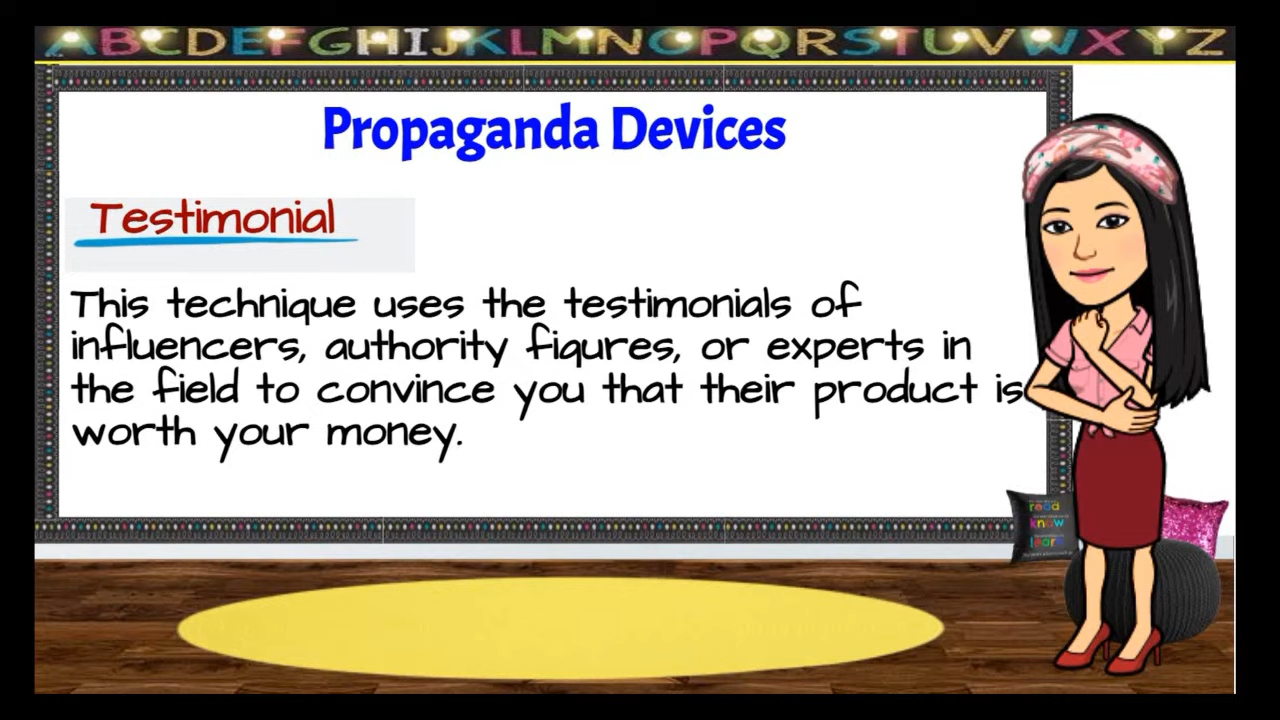 ABCDEFGHIJKLMNOPQRSTUVWXYZ
Propaganda Devices
Testimonial
This technique uses the testimonials of
influencers, authority figures, or experts in
the field to convince you that their product is
worth your money.
read
know
learn